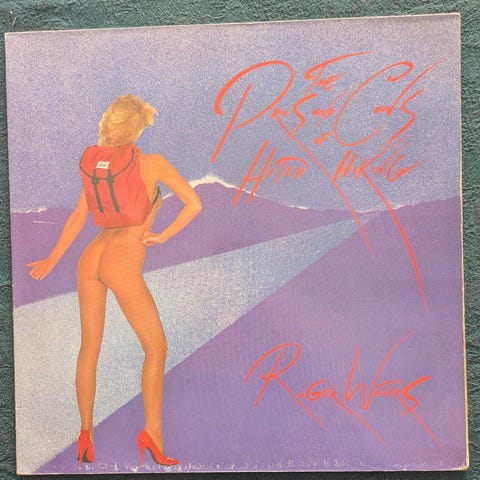 THE
PROS AND CONS
OF
HITCH HIKING
ROGER WATERS